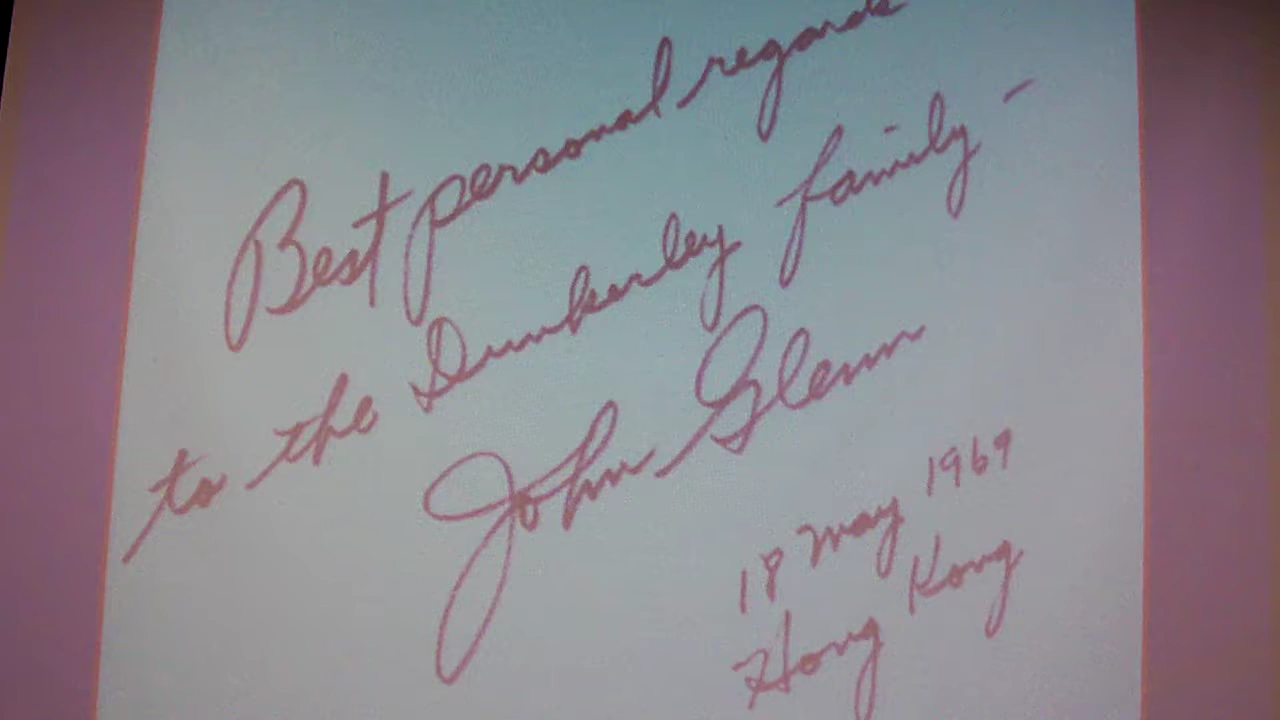 Best personal regards
to the Dunkerley family -
John Glenn
18 May 1969
Hong Kong